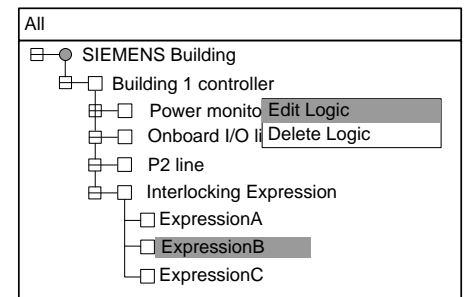 All
SIEMENS Building
Building 1 controller
Power monito
Edit Logic
Onboard I/O li
Delete Logic
P2 line
Interlocking Expression
ExpressionA
ExpressionB
ExpressionC